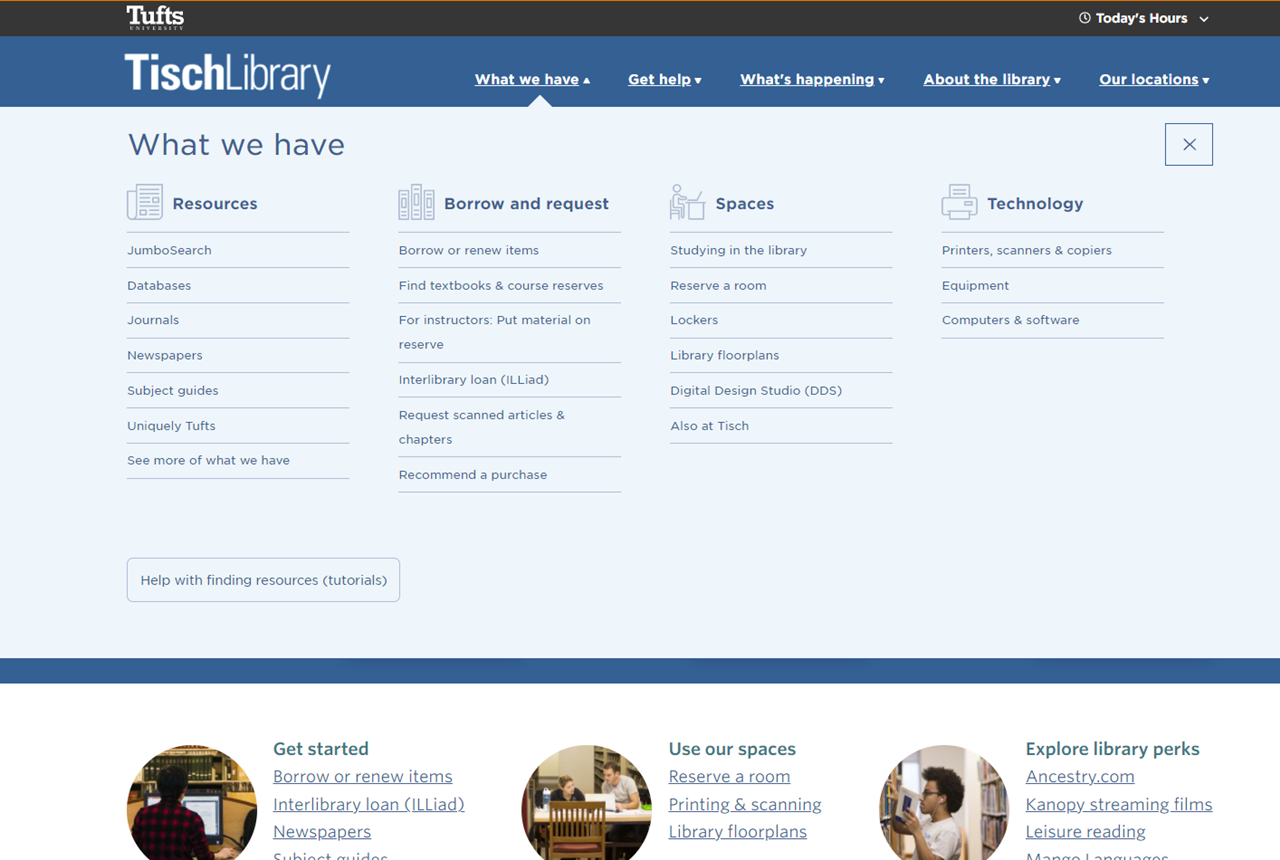 Tufts
UNIVERSITY
Today's Hours
TischLibrary
What we have
Get help
What's happening
About the library
Our locations
What we have
Resources
JumboSearch
Databases
Journals
Newspapers
Subject guides
Uniquely Tufts
See more of what we have
Borrow and request
Borrow or renew items
Find textbooks & course reserves
For instructors: Put material on
reserve
Interlibrary loan (ILLiad)
Request scanned articles &
chapters
Recommend a purchase
Spaces
Studying in the library
Reserve a room
Lockers
Library floorplans
Digital Design Studio (DDS)
Also at Tisch
Technology
Printers, scanners & copiers
Equipment
Computers & software
Help with finding resources (tutorials)
Get started
Borrow or renew items
Interlibrary loan (ILLiad)
Newspapers
Subject guides
Use our spaces
Reserve a room
Printing & scanning
Library floorplans
Explore library perks
Ancestry.com
Kanopy streaming films
Leisure reading
Mango Languages